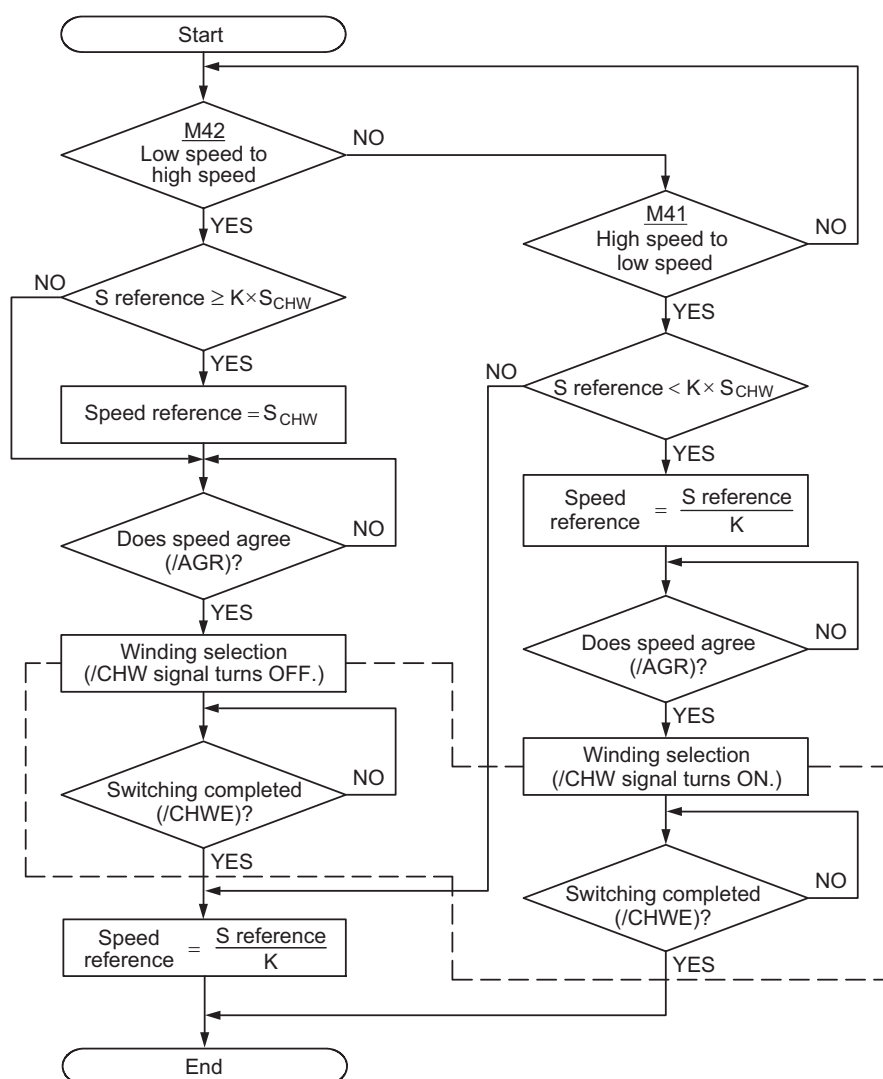 Start
M42
Low speed to
high speed
NO
YES
M41
High speed to
low speed
NO
YES
NO
S reference ≥ K×S_CHW
YES
NO
S reference < K × S_CHW
YES
Speed reference = S_CHW
Speed
reference = S reference
K
Does speed agree
(/AGR)?
NO
YES
Does speed agree
(/AGR)?
NO
YES
Winding selection
(/CHW signal turns OFF.)
Winding selection
(/CHW signal turns ON.)
Switching completed
(/CHWE)?
NO
YES
Switching completed
(/CHWE)?
NO
YES
Speed
reference = S reference
K
End